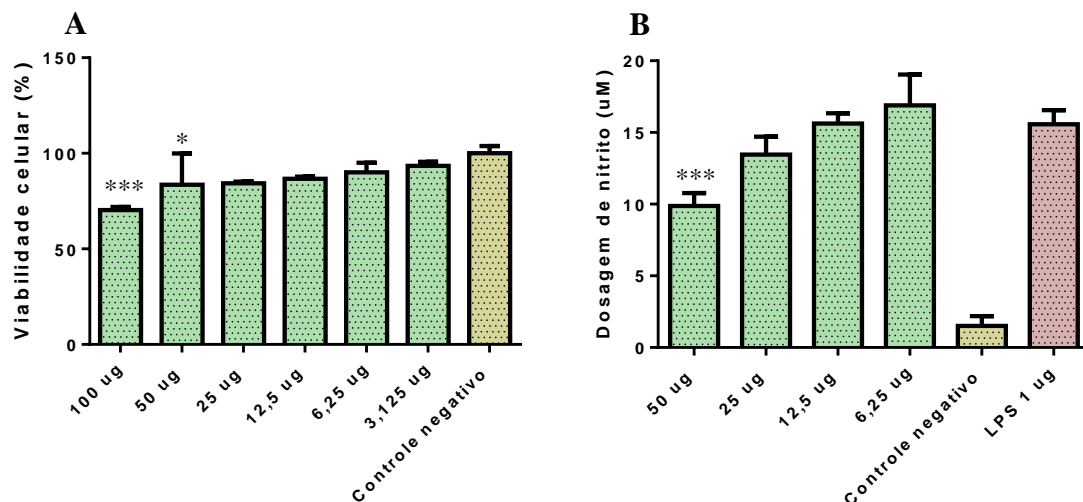 A
Viabilidade celular (%)
150
100
50
0
***
*
100 ug
50 ug
25 ug
12,5 ug
6,25 ug
3,125 ug
Controle negativo
B
Dosagem de nitrito (uM)
20
15
10
5
0
***
50 ug
25 ug
12,5 ug
6,25 ug
Controle negativo
LPS 1 ug